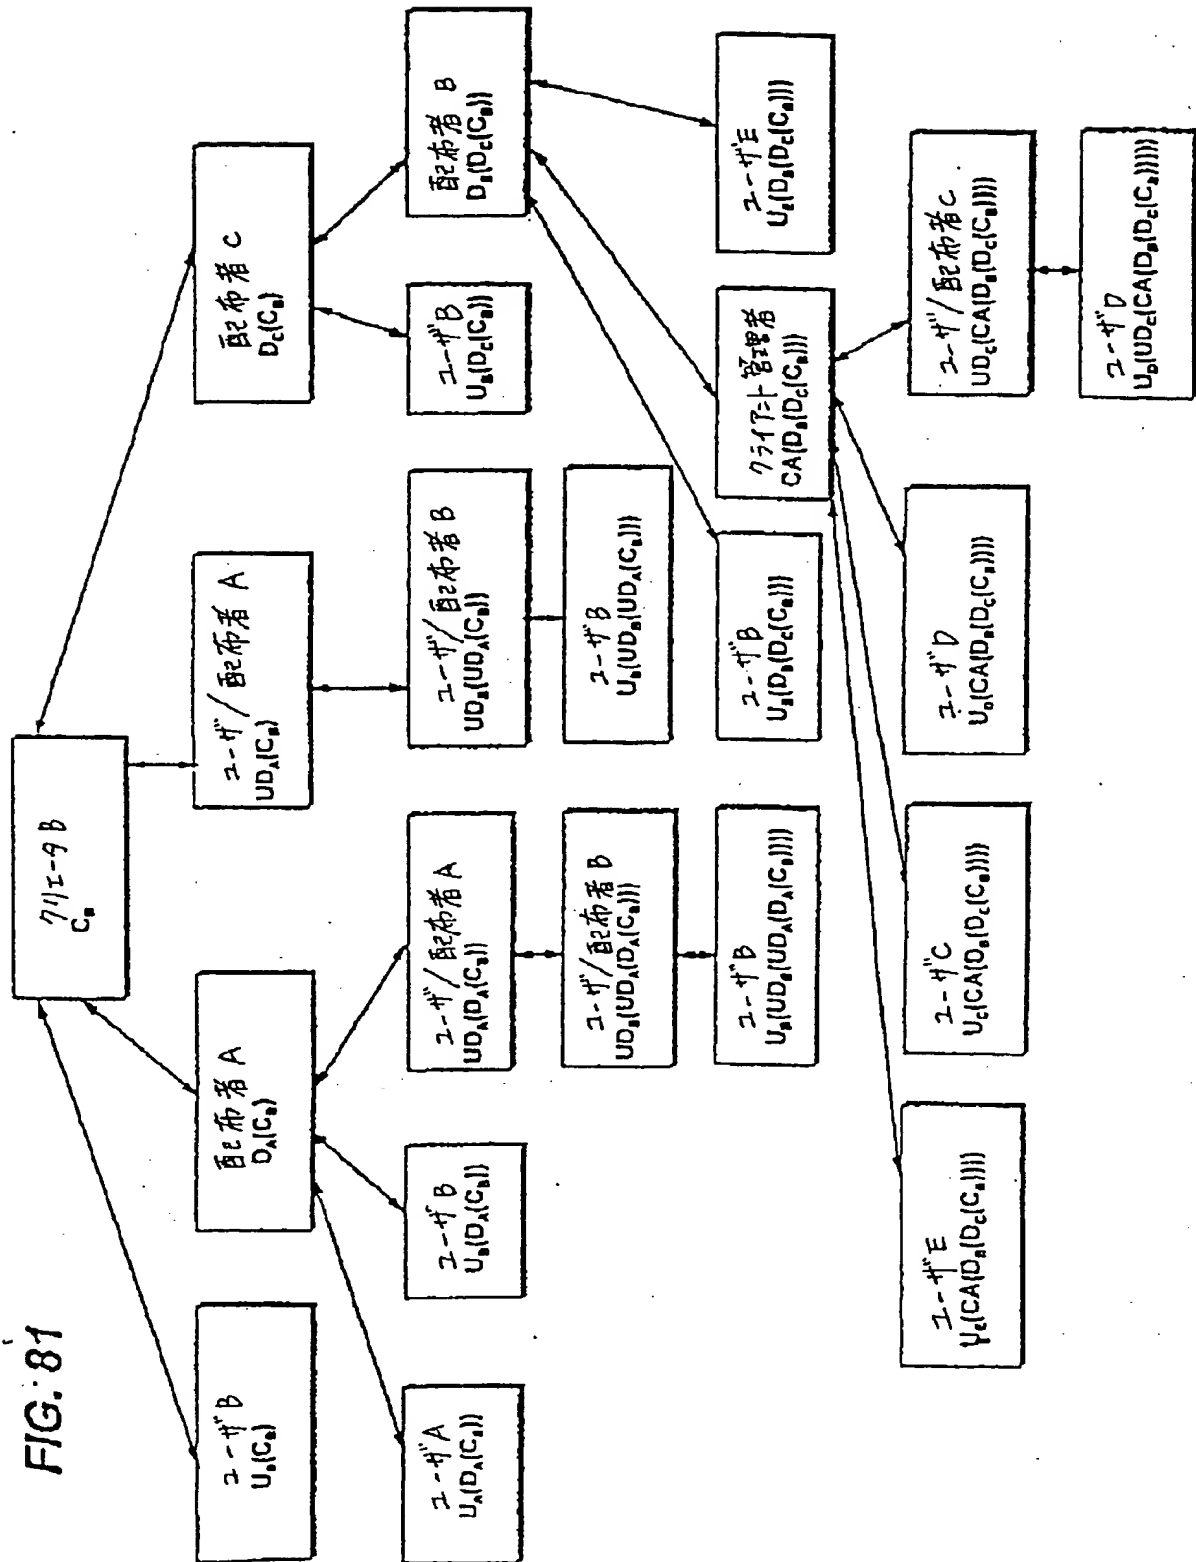 FIG. 81
クリエータB
C_B
ユーザB
U_B(C_B)
配布者A
D_A(C_B)
ユーザ/配布者A
UD_A(C_B)
配布者C
D_C(C_B)
ユーザA
U_A(D_A(C_B))
ユーザB
U_B(D_A(C_B))
ユーザ/配布者A
UD_A(D_A(C_B))
ユーザ/配布者B
UD_B(UD_A(C_B))
ユーザB
U_B(D_C(C_B))
配布者B
D_B(D_C(C_B))
ユーザ/配布者B
UD_B(UD_A(D_A(C_B)))
ユーザB
U_B(UD_B(UD_A(C_B)))
ユーザB
U_B(UD_B(UD_A(D_A(C_B))))
ユーザB
U_B(D_B(D_C(C_B)))
クライアント管理者
CA(D_B(D_C(C_B)))
ユーザE
U_E(D_B(D_C(C_B)))
ユーザE
U_E(CA(D_B(D_C(C_B))))
ユーザC
U_C(CA(D_B(D_C(C_B))))
ユーザD
U_D(CA(D_B(D_C(C_B))))
ユーザ/配布者C
UD_C(CA(D_B(D_C(C_B))))
ユーザD
U_D(UD_C(CA(D_B(D_C(C_B)))))